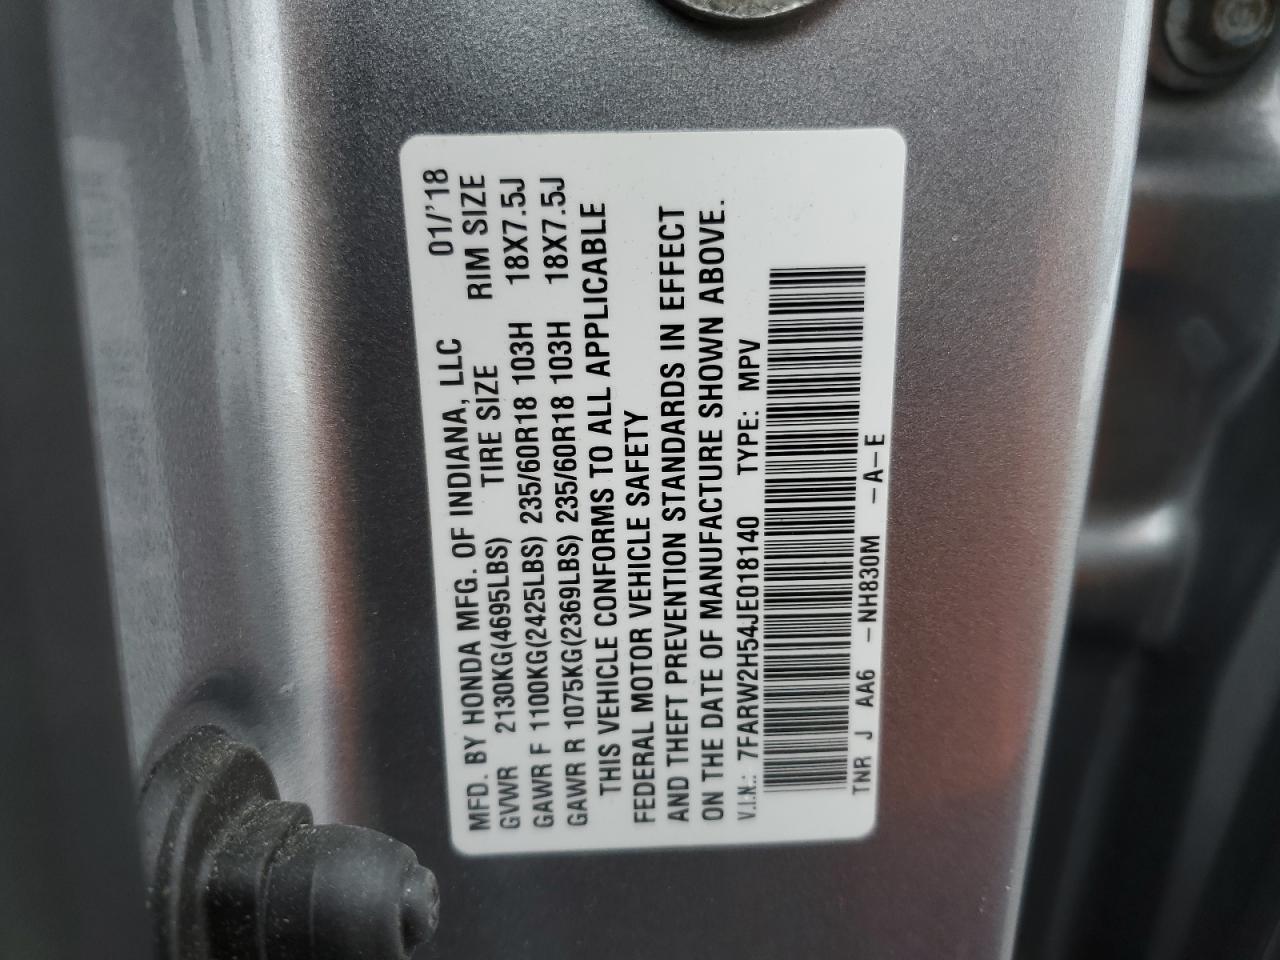 MFD. BY HONDA MFG. OF INDIANA, LLC 01/'18
GVWR 2130KG(4695LBS) TIRE SIZE RIM SIZE
GAWR F 1100KG(2425LBS) 235/60R18 103H 18X7.5J
GAWR R 1075KG(2369LBS) 235/60R18 103H 18X7.5J
THIS VEHICLE CONFORMS TO ALL APPLICABLE
FEDERAL MOTOR VEHICLE SAFETY
AND THEFT PREVENTION STANDARDS IN EFFECT
ON THE DATE OF MANUFACTURE SHOWN ABOVE.
V.I.N.: 7FARW2H54JE018140 TYPE: MPV
TNR J AA6 -NH830M -A-E